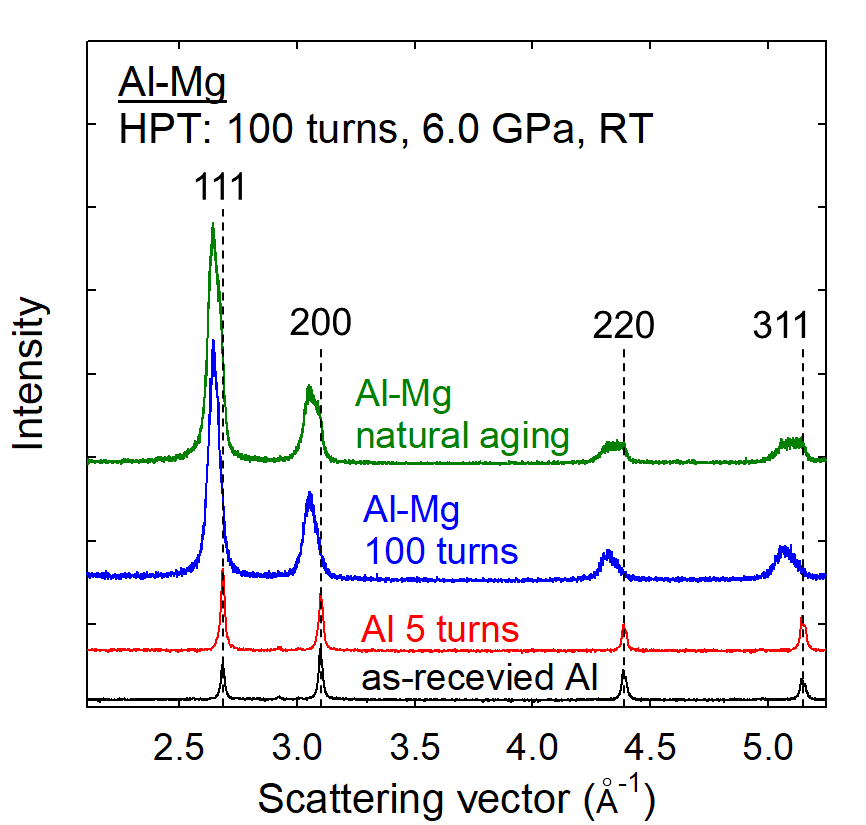 Al-Mg
HPT: 100 turns, 6.0 GPa, RT
111
200
220
311
Al-Mg
natural aging
Al-Mg
100 turns
Al 5 turns
as-recevied Al
Intensity
2.5 3.0 3.5 4.0 4.5 5.0
Scattering vector (Å-1)